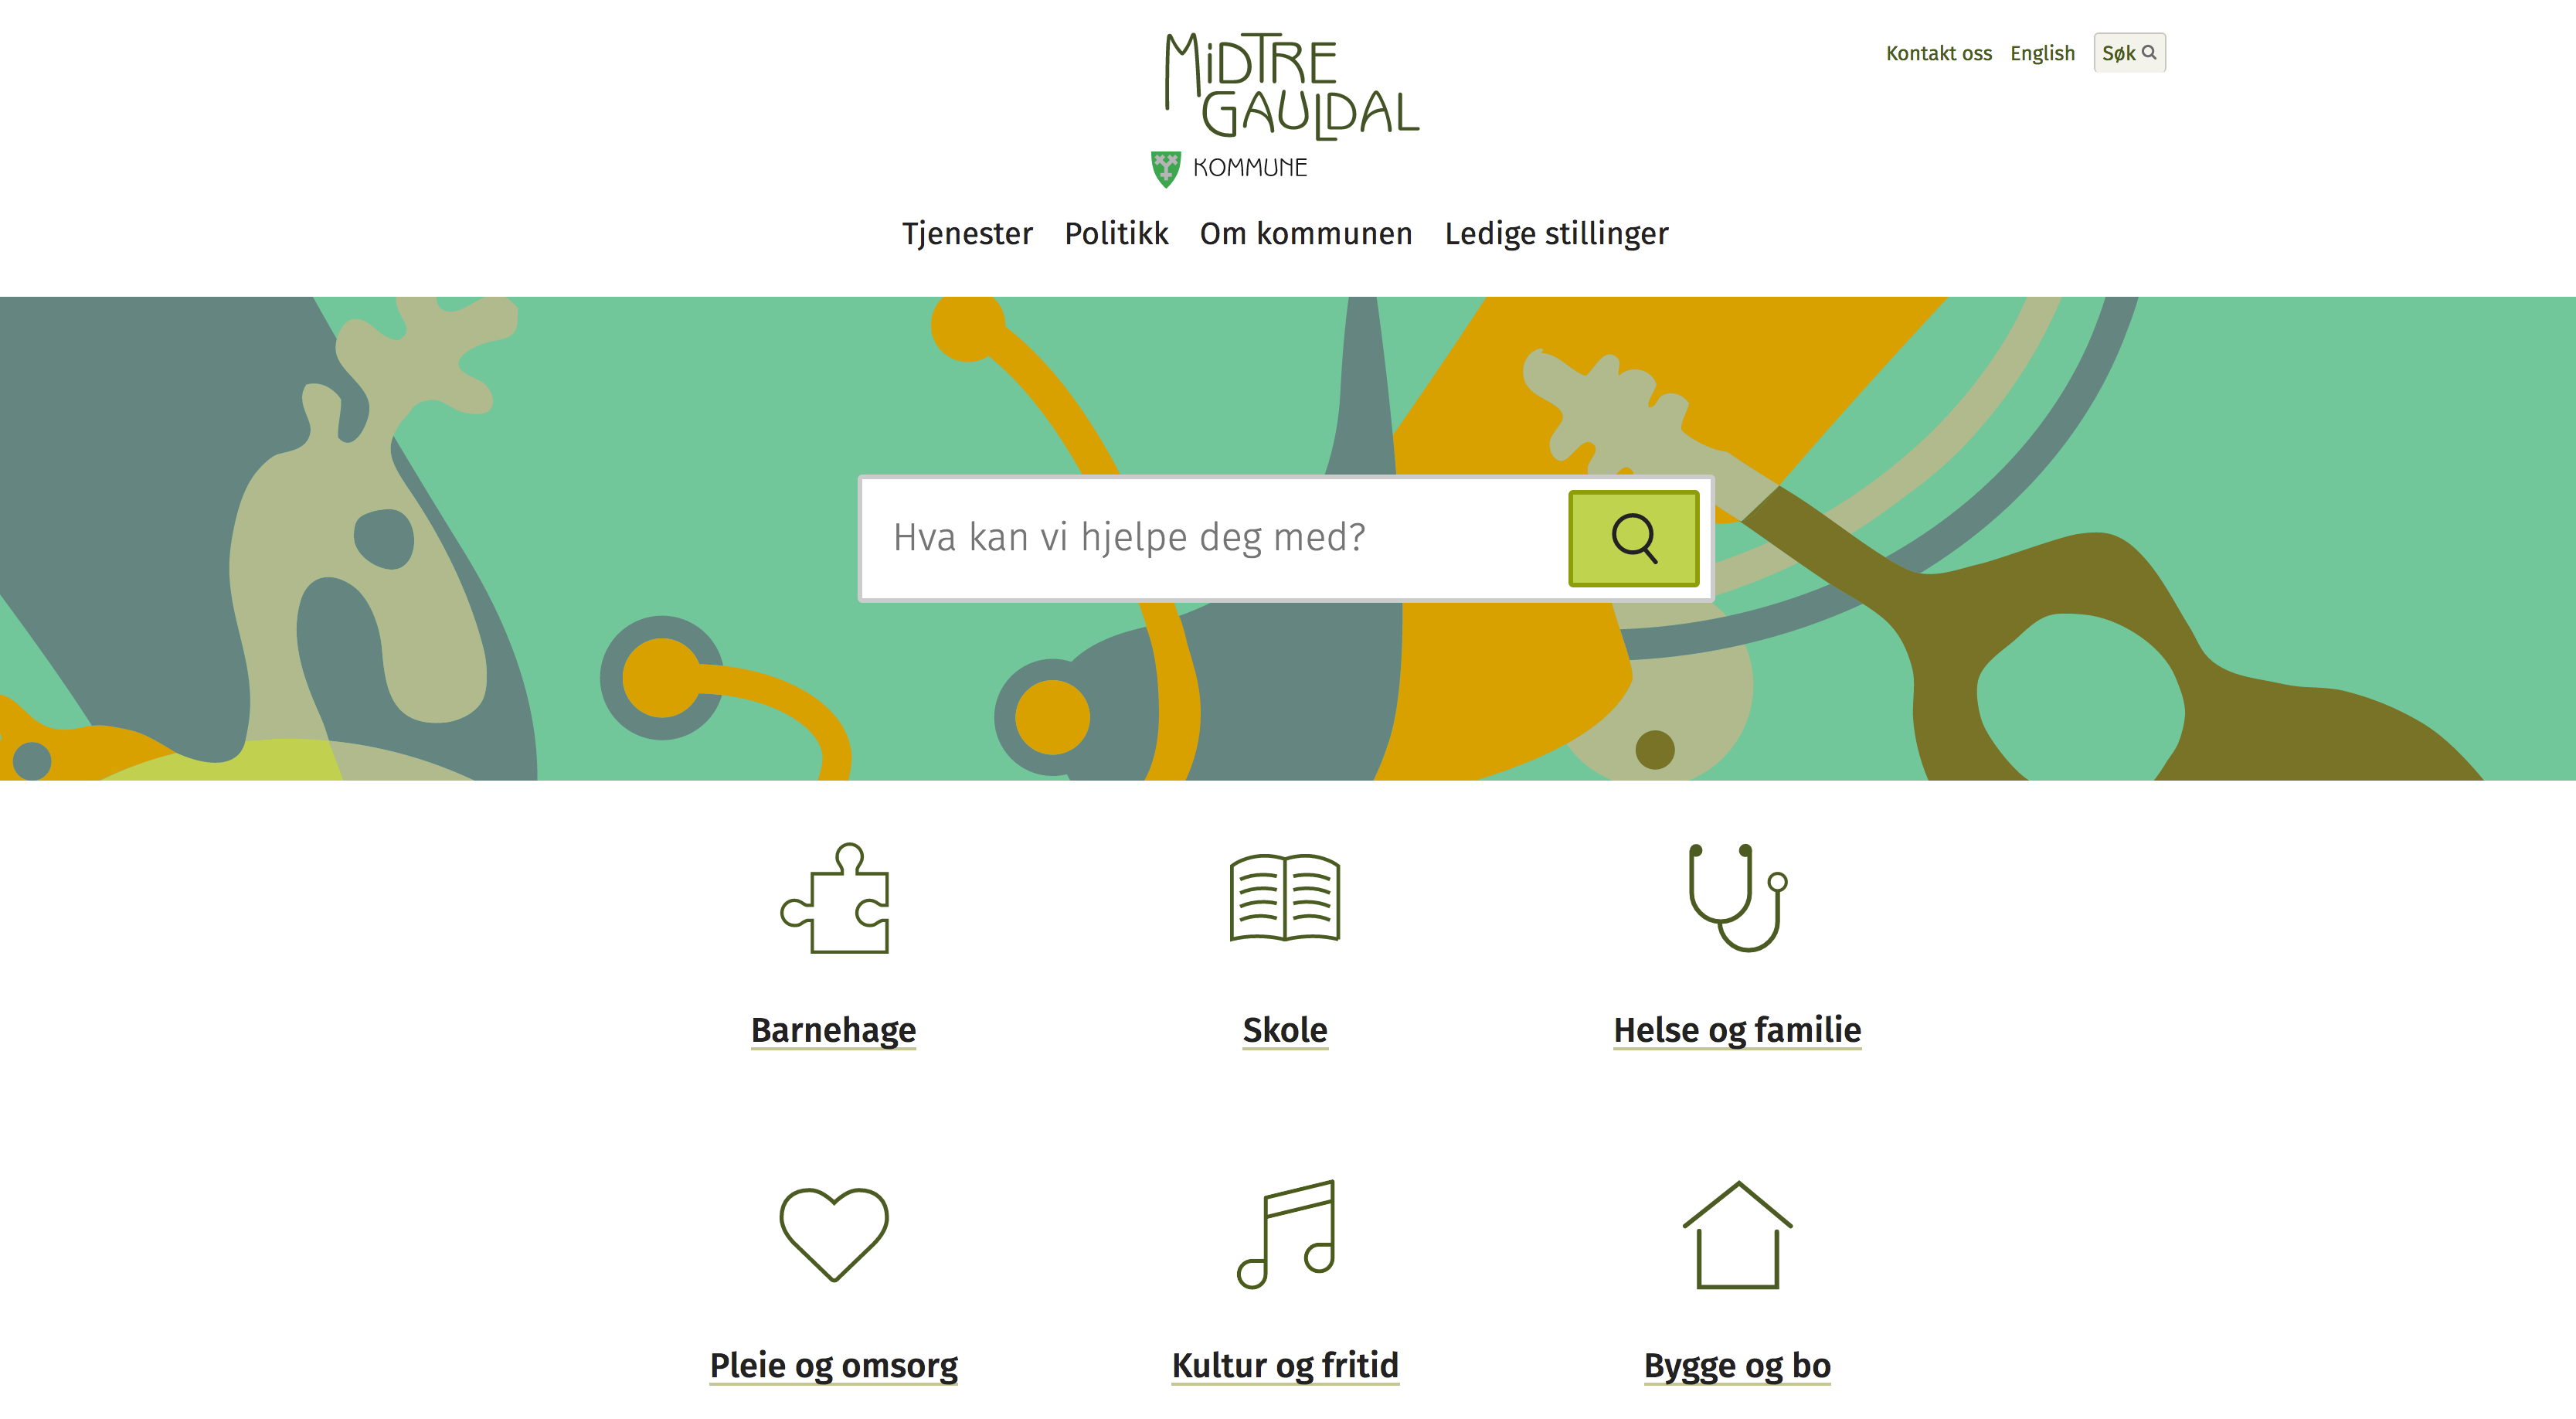 MiDTRE
GAULDAL
KOMMUNE
Kontakt oss English Søk
Tjenester Politikk Om kommunen Ledige stillinger
Hva kan vi hjelpe deg med?
Barnehage Skole Helse og familie
Pleie og omsorg Kultur og fritid Bygge og bo